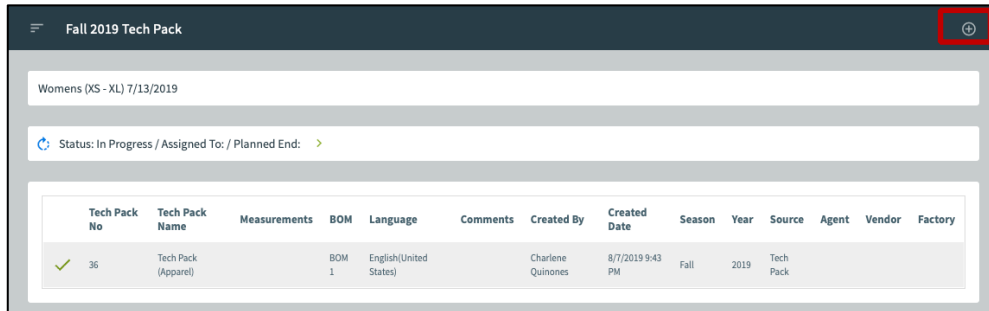 Fall 2019 Tech Pack
Womens (XS - XL) 7/13/2019
Status: In Progress / Assigned To: / Planned End:
Tech Pack No Tech Pack Name Measurements BOM Language Comments Created By Created Date Season Year Source Agent Vendor Factory
36 Tech Pack (Apparel) BOM 1 English(United States) Charlene Quinones 8/7/2019 9:43 PM Fall 2019 Tech Pack